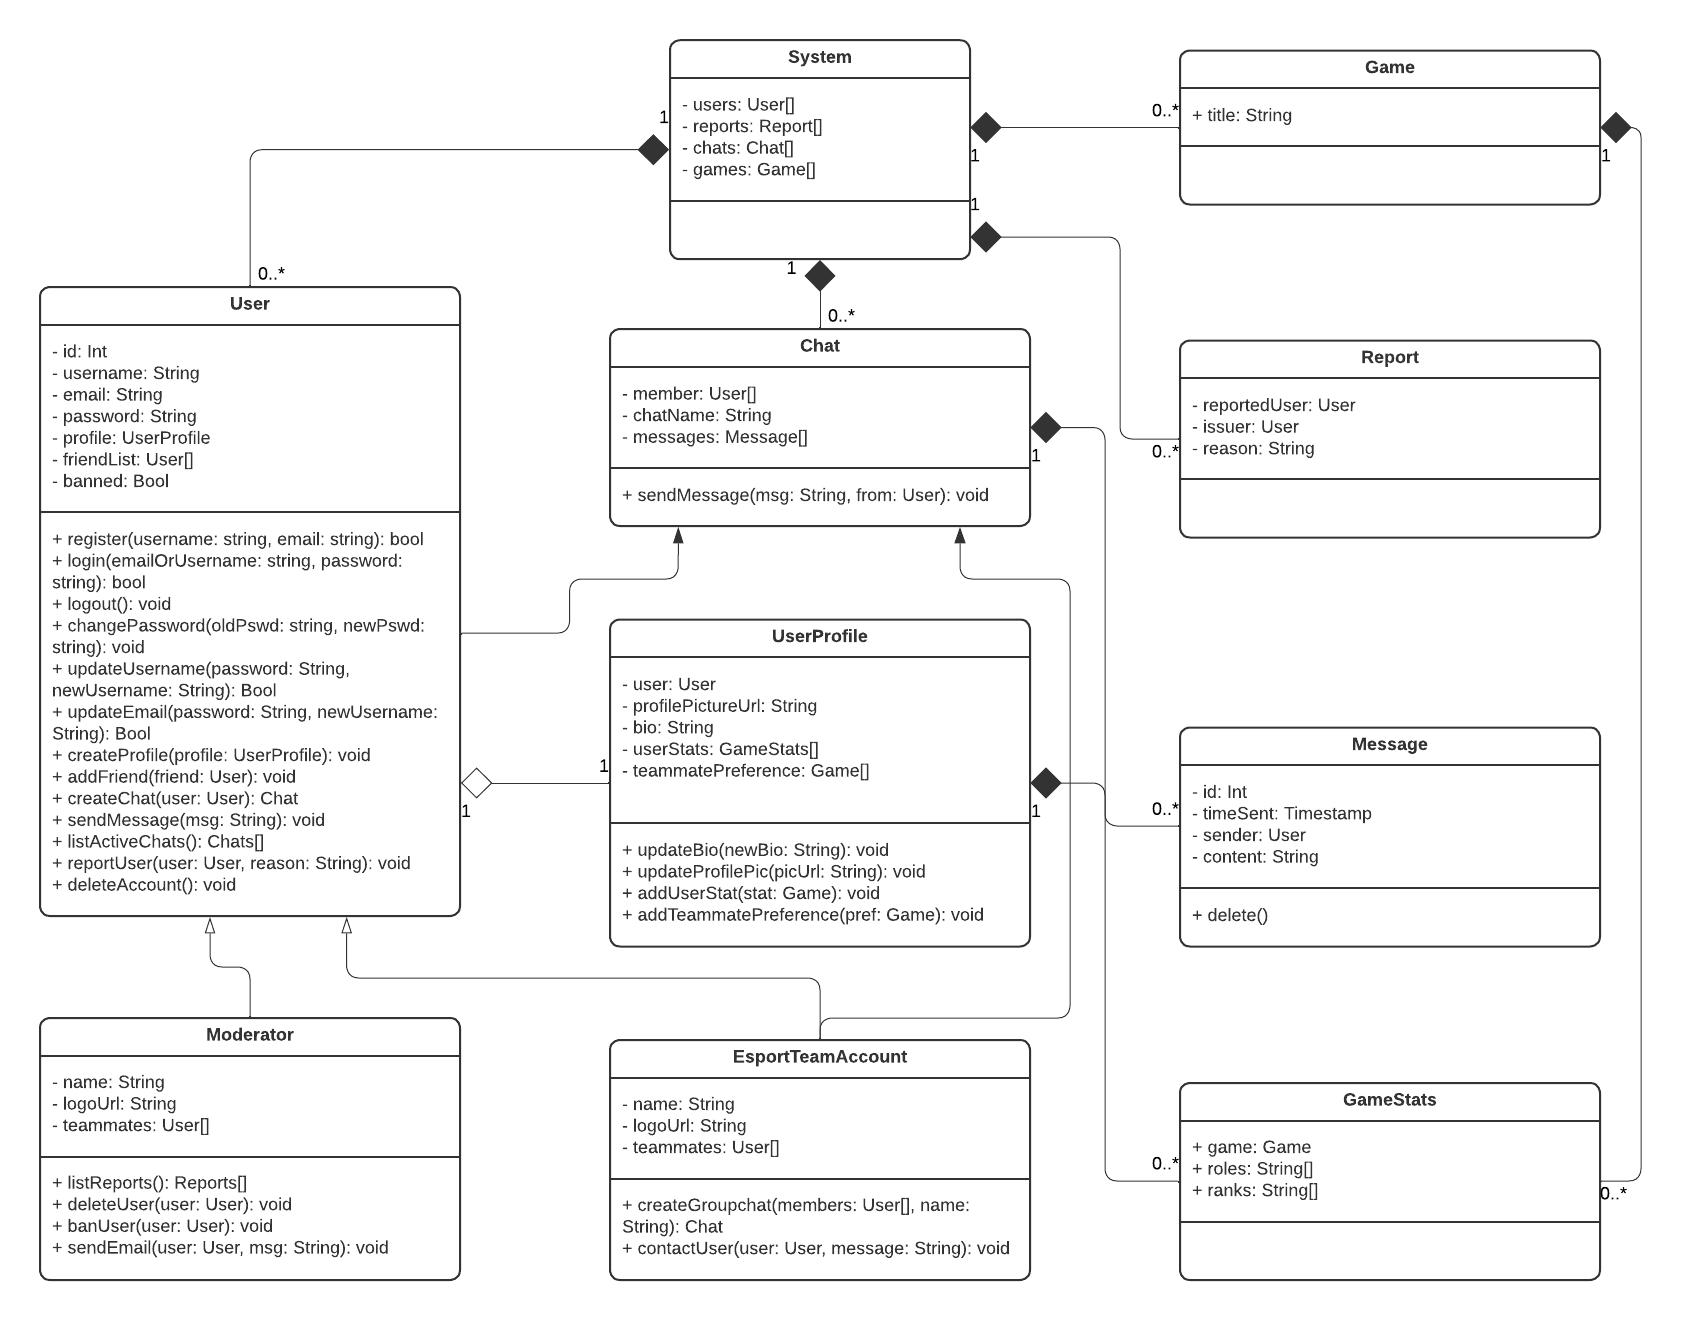 System
- users: User[]
- reports: Report[]
- chats: Chat[]
- games: Game[]
1
0..*
1
0..*
1
0..*
1
0..*
Game
+ title: String
1
0..*
User
- id: Int
- username: String
- email: String
- password: String
- profile: UserProfile
- friendList: User[]
- banned: Bool
+ register(username: string, email: string): bool
+ login(emailOrUsername: string, password:
string): bool
+ logout(): void
+ changePassword(oldPswd: string, newPswd:
string): void
+ updateUsername(password: String,
newUsername: String): Bool
+ updateEmail(password: String, newUsername:
String): Bool
+ createProfile(profile: UserProfile): void
+ addFriend(friend: User): void
+ createChat(user: User): Chat
+ sendMessage(msg: String): void
+ listActiveChats(): Chats[]
+ reportUser(user: User, reason: String): void
+ deleteAccount(): void
1
1
Chat
- member: User[]
- chatName: String
- messages: Message[]
+ sendMessage(msg: String, from: User): void
1
0..*
Report
- reportedUser: User
- issuer: User
- reason: String
UserProfile
- user: User
- profilePictureUrl: String
- bio: String
- userStats: GameStats[]
- teammatePreference: Game[]
+ updateBio(newBio: String): void
+ updateProfilePic(picUrl: String): void
+ addUserStat(stat: Game): void
+ addTeammatePreference(pref: Game): void
1
0..*
Message
- id: Int
- timeSent: Timestamp
- sender: User
- content: String
+ delete()
Moderator
- name: String
- logoUrl: String
- teammates: User[]
+ listReports(): Reports[]
+ deleteUser(user: User): void
+ banUser(user: User): void
+ sendEmail(user: User, msg: String): void
EsportTeamAccount
- name: String
- logoUrl: String
- teammates: User[]
+ createGroupchat(members: User[], name:
String): Chat
+ contactUser(user: User, message: String): void
GameStats
+ game: Game
+ roles: String[]
+ ranks: String[]